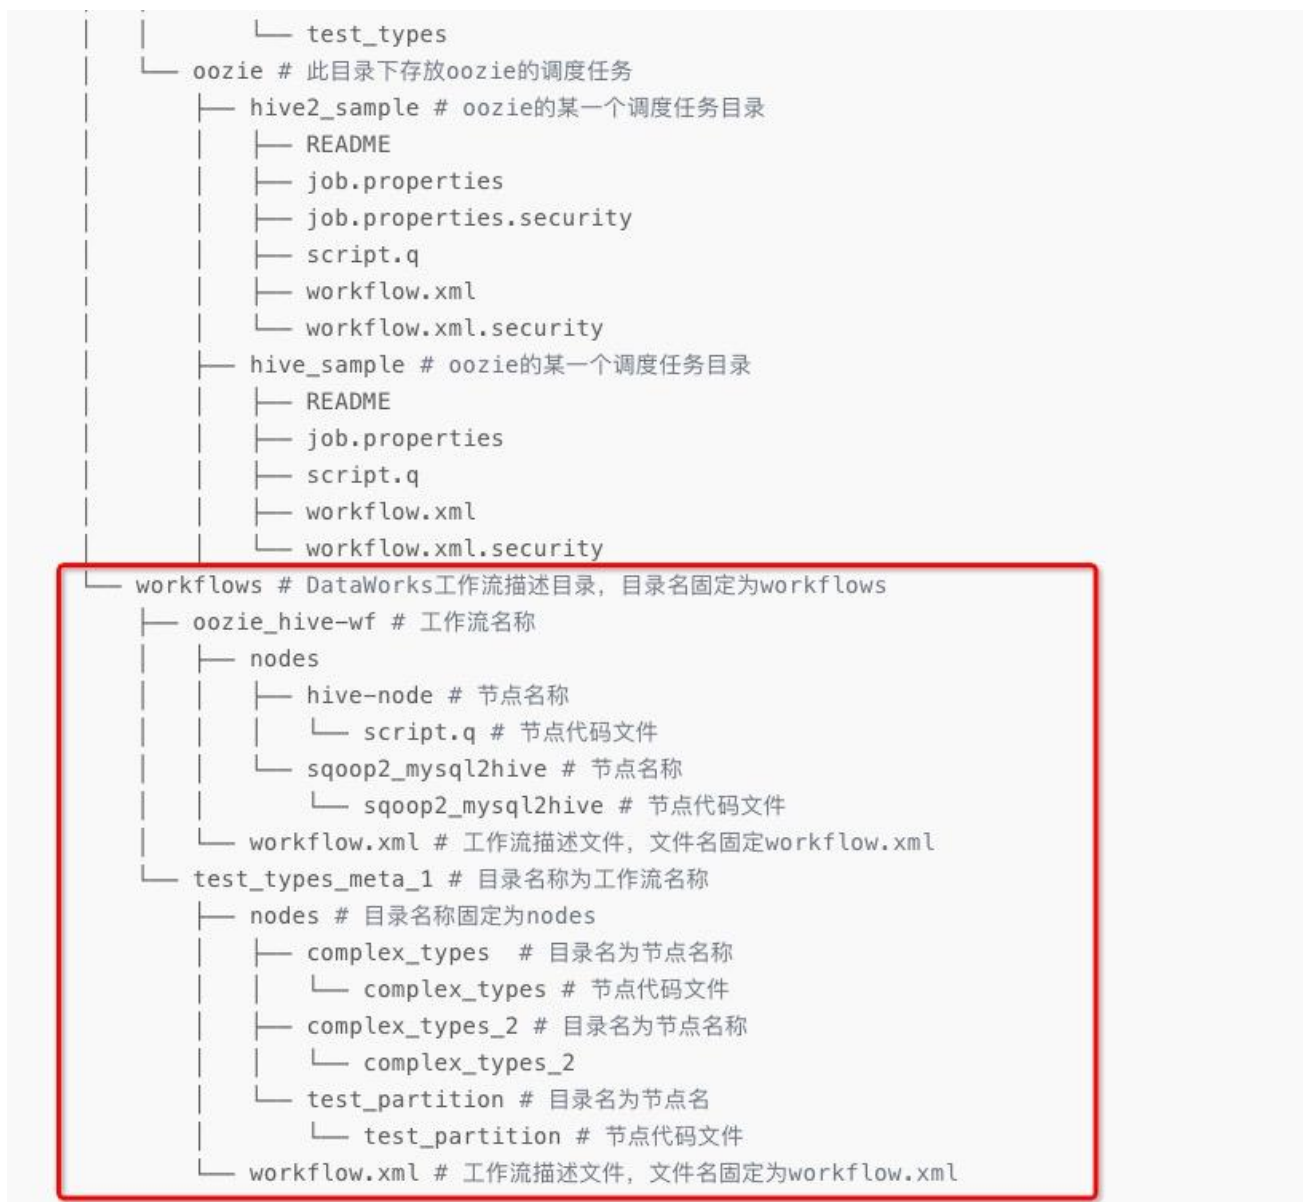 │   │       └── test_types
│   └── oozie # 此目录下存放oozie的调度任务
│       ├── hive2_sample # oozie的某一个调度任务目录
│       │   ├── README
│       │   ├── job.properties
│       │   ├── job.properties.security
│       │   ├── script.q
│       │   ├── workflow.xml
│       │   └── workflow.xml.security
│       ├── hive_sample # oozie的某一个调度任务目录
│       │   ├── README
│       │   ├── job.properties
│       │   ├── script.q
│       │   ├── workflow.xml
│       │   └── workflow.xml.security
└── workflows # DataWorks工作流描述目录，目录名固定为workflows
    ├── oozie_hive-wf # 工作流名称
    │   ├── nodes
    │   │   ├── hive-node # 节点名称
    │   │   │   └── script.q # 节点代码文件
    │   │   └── sqoop2_mysql2hive # 节点名称
    │   │       └── sqoop2_mysql2hive # 节点代码文件
    │   └── workflow.xml # 工作流描述文件，文件名固定workflow.xml
    └── test_types_meta_1 # 目录名称为工作流名称
        ├── nodes # 目录名称固定为nodes
        │   ├── complex_types  # 目录名为节点名称
        │   │   └── complex_types # 节点代码文件
        │   ├── complex_types_2 # 目录名为节点名称
        │   │   └── complex_types_2
        │   └── test_partition # 目录名为节点名
        │       └── test_partition # 节点代码文件
        └── workflow.xml # 工作流描述文件，文件名固定为workflow.xml